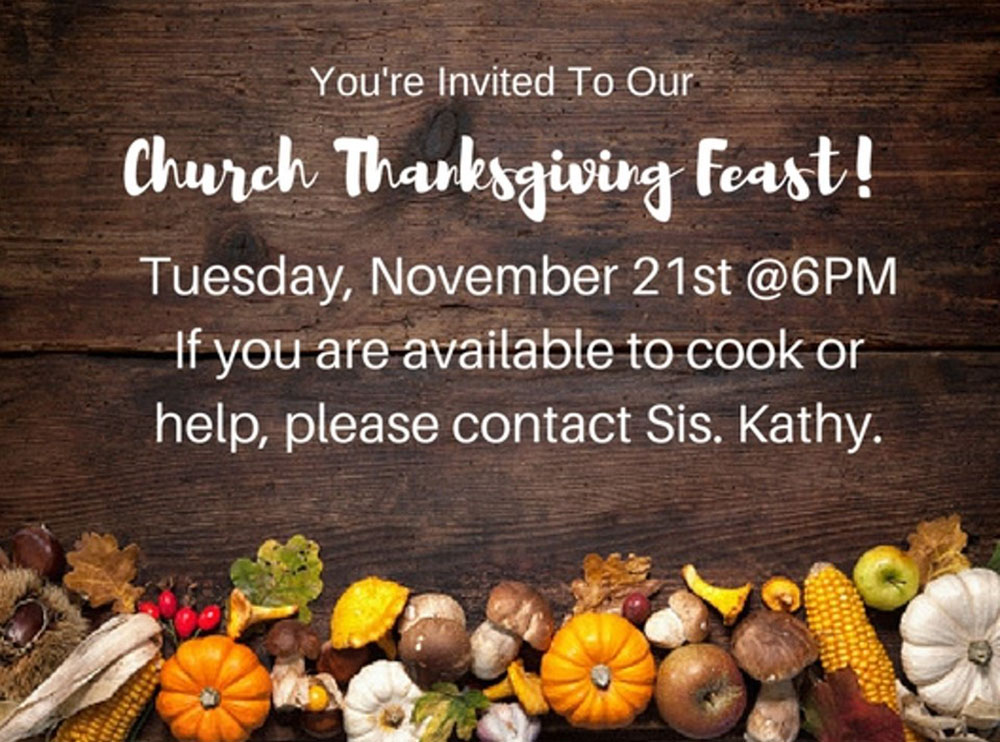 You're Invited To Our
Church Thanksgiving Feast!
Tuesday, November 21st @6PM
If you are available to cook or
help, please contact Sis. Kathy.